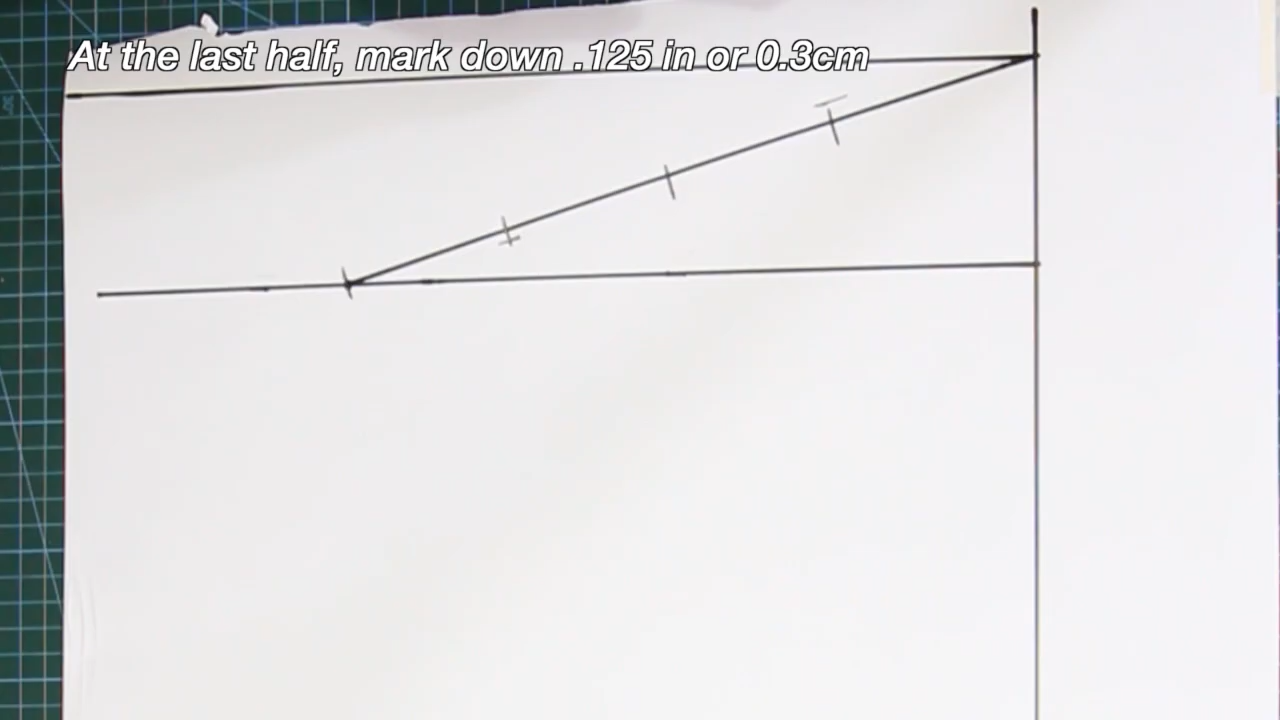 At the last half, mark down .125 in or 0.3cm